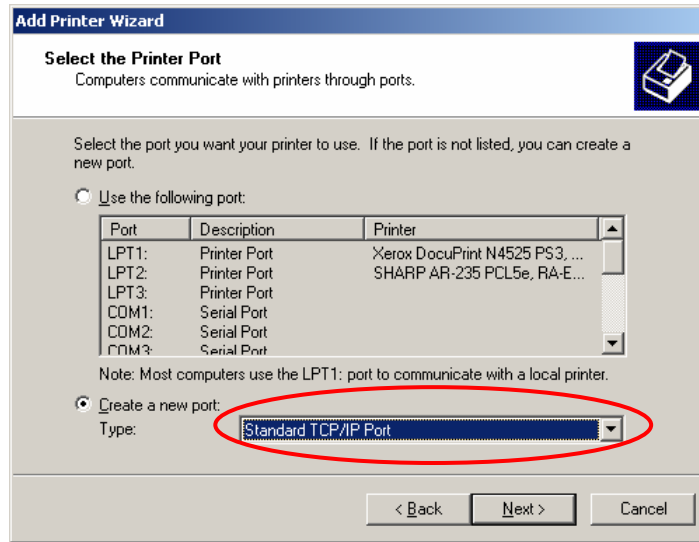 Add Printer Wizard
Select the Printer Port
Computers communicate with printers through ports.
Select the port you want your printer to use. If the port is not listed, you can create a
new port.
Use the following port:
Port Description Printer
LPT1: Printer Port Xerox DocuPrint N4525 PS3, ...
LPT2: Printer Port SHARP AR-235 PCL5e, RA-E...
LPT3: Printer Port
COM1: Serial Port
COM2: Serial Port
COM3: Serial Port
Note: Most computers use the LPT1: port to communicate with a local printer.
Create a new port:
Type: Standard TCP/IP Port
< Back Next > Cancel